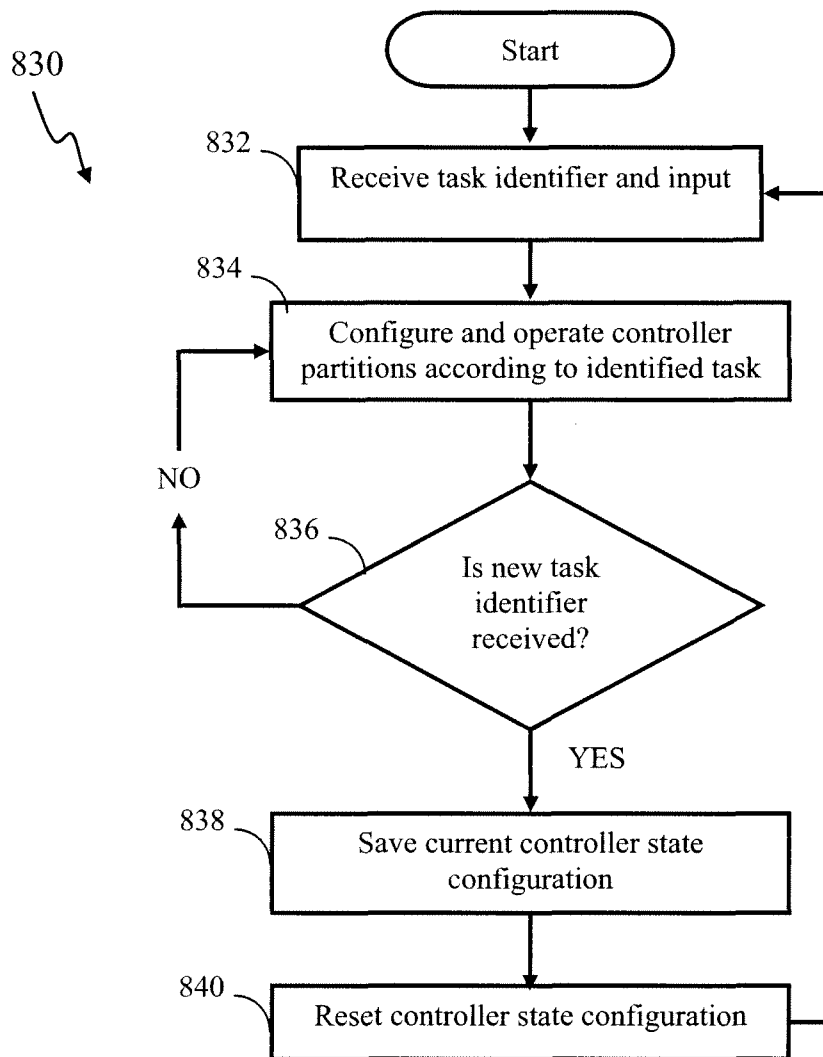 Start
830
832
Receive task identifier and input
834
Configure and operate controller
partitions according to identified task
NO
836
Is new task
identifier
received?
YES
838
Save current controller state
configuration
840
Reset controller state configuration